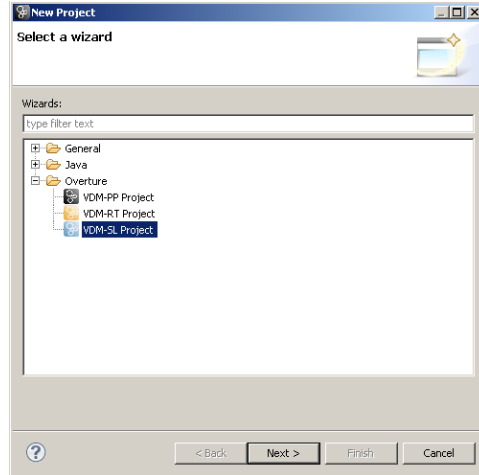 New Project
Select a wizard
Wizards:
type filter text
General
Java
Overture
VDM-PP Project
VDM-RT Project
VDM-SL Project
< Back Next > Finish Cancel